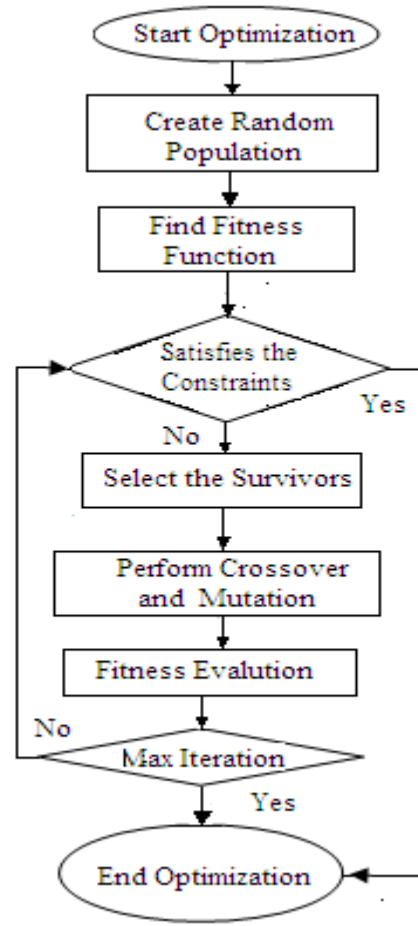 Start Optimization
Create Random
Population
Find Fitness
Function
Satisfies the
Constraints
Yes
No
Select the Survivors
Perform Crossover
and Mutation
Fitness Evalution
No
Max Iteration
Yes
End Optimization